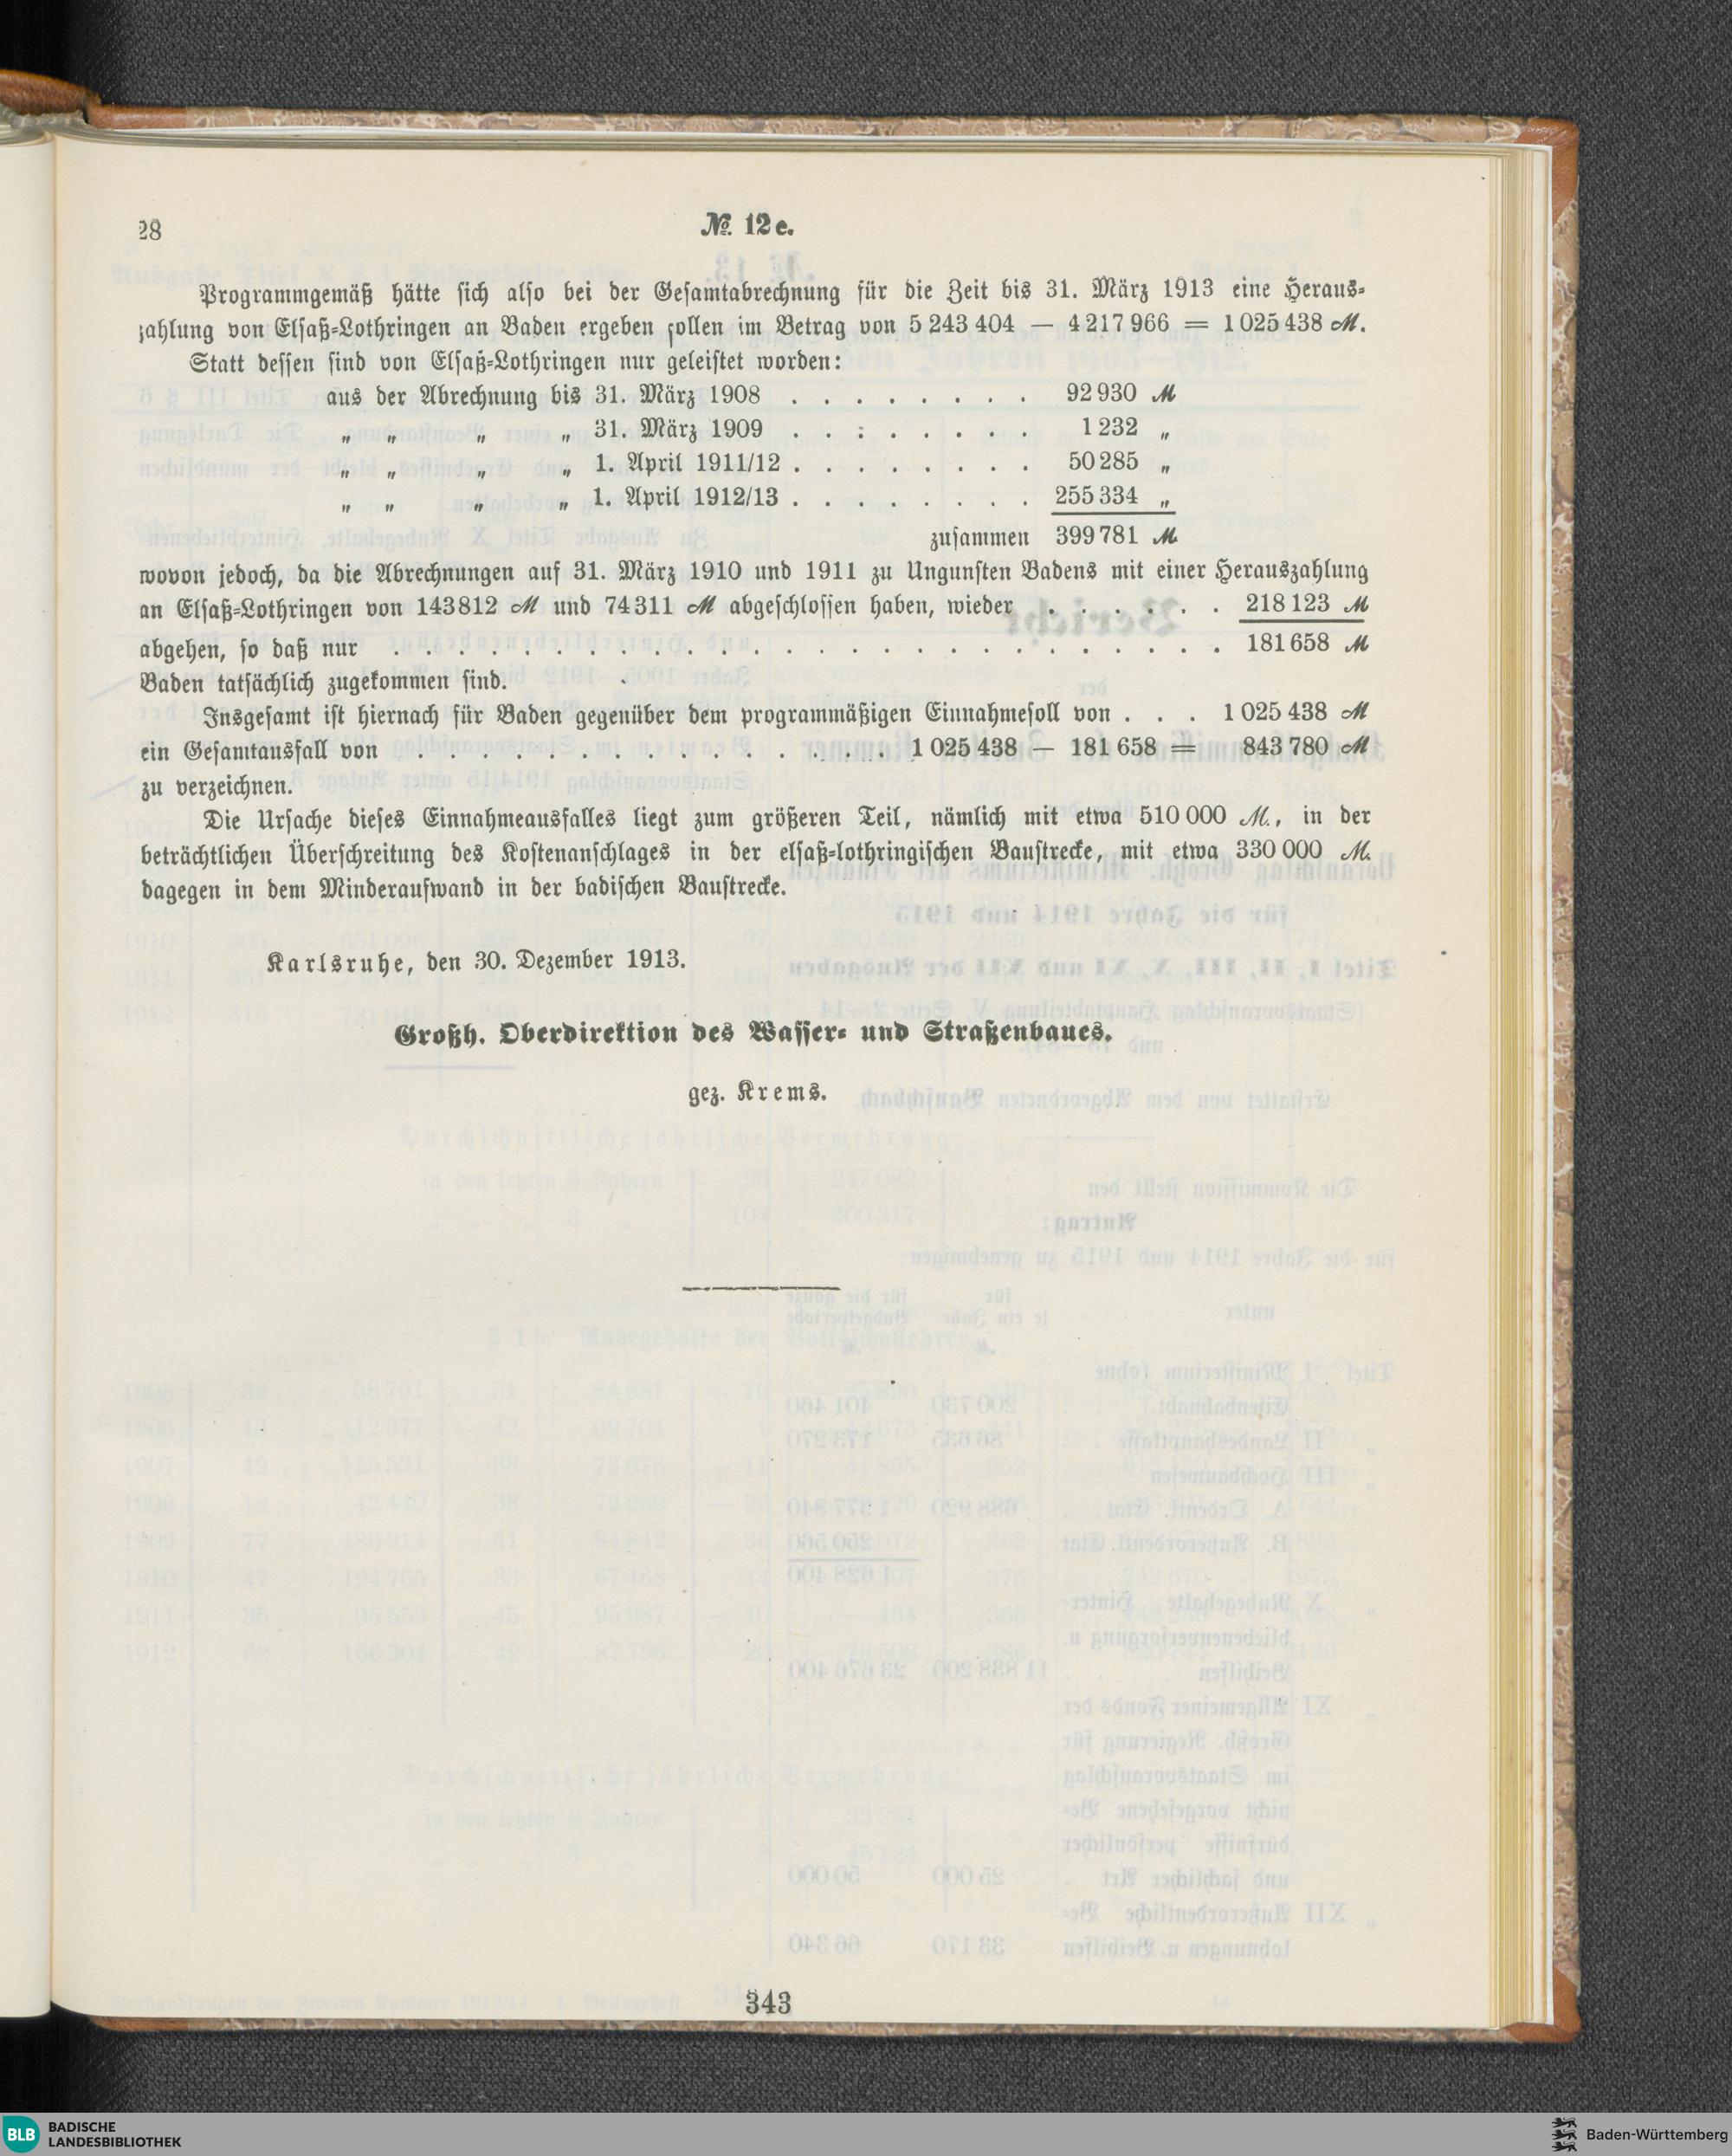 28
№. 12e.
Programmgemäß hätte sich also bei der Gesamtabrechnung für die Zeit bis 31. März 1913 eine Heraus-
zahlung von Elsaß-Lothringen an Baden ergeben sollen im Betrag von 5 243 404 — 4 217 966 = 1 025 438 ℳ.
Statt dessen sind von Elsaß-Lothringen nur geleistet worden:
aus der Abrechnung bis 31. März 1908 . . . . . . . . 92 930 ℳ
„ „ „ „ 31. März 1909 . . . . . . . . 1 232 „
„ „ „ „ 1. April 1911/12 . . . . . . . . 50 285 „
„ „ „ „ 1. April 1912/13 . . . . . . . . 255 334 „
zusammen 399 781 ℳ
wovon jedoch, da die Abrechnungen auf 31. März 1910 und 1911 zu Ungunsten Badens mit einer Herauszahlung
an Elsaß-Lothringen von 143 812 ℳ und 74 311 ℳ abgeschlossen haben, wieder . . . . . . 218 123 ℳ
abgehen, so daß nur . . . . . . . . . . . . . . . . . . . . . . . . . . 181 658 ℳ
Baden tatsächlich zugekommen sind.
Insgesamt ist hiernach für Baden gegenüber dem programmäßigen Einnahmesoll von . . . 1 025 438 ℳ
ein Gesamtausfall von . . . . . . . . . . . . . . . 1 025 438 — 181 658 = 843 780 ℳ
zu verzeichnen.
Die Ursache dieses Einnahmeausfalles liegt zum größeren Teil, nämlich mit etwa 510 000 ℳ., in der
beträchtlichen Überschreitung des Kostenanschlages in der elsaß-lothringischen Baustrecke, mit etwa 330 000 ℳ.
dagegen in dem Minderaufwand in der badischen Baustrecke.
Karlsruhe, den 30. Dezember 1913.
Großh. Oberdirektion des Wasser- und Straßenbaues.
gez. Krems.
343
BLB BADISCHE
LANDESBIBLIOTHEK
Baden-Württemberg